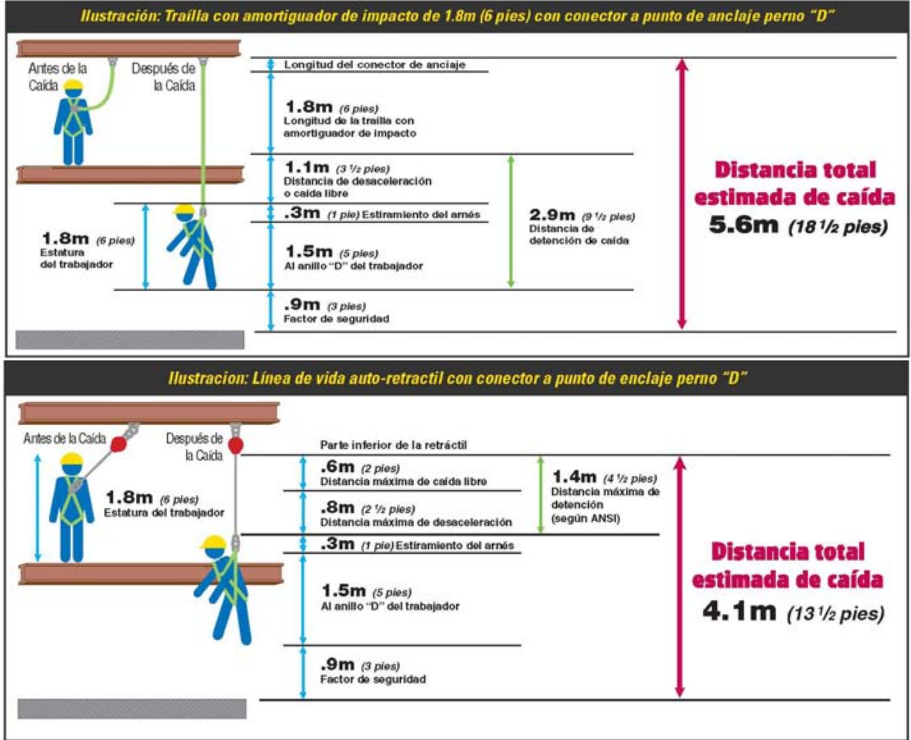 Ilustración: Traílla con amortiguador de impacto de 1.8m (6 pies) con conector a punto de anclaje perno “D”
Antes de la
Caída
Después de
la Caída
Longitud del conector de anclaje
1.8m (6 pies)
Longitud de la traílla con
amortiguador de impacto
1.1m (3 ½ pies)
Distancia de desaceleración
o caída libre
.3m (1 pie) Estiramiento del arnés
1.8m (6 pies)
Estatura
del trabajador
1.5m (5 pies)
Al anillo “D” del trabajador
2.9m (9 ½ pies)
Distancia de
detención de caída
.9m (3 pies)
Factor de seguridad
Distancia total
estimada de caída
5.6m (18 ½ pies)
Ilustracion: Línea de vida auto-retractil con conector a punto de enclaje perno “D”
Antes de la Caída
Después de
la Caída
1.8m (6 pies)
Estatura del trabajador
Parte inferior de la retráctil
.6m (2 pies)
Distancia máxima de caída libre
.8m (2 ½ pies)
Distancia máxima de desaceleración
1.4m (4 ½ pies)
Distancia máxima de
detención
(según ANSI)
.3m (1 pie) Estiramiento del arnés
1.5m (5 pies)
Al anillo “D” del trabajador
.9m (3 pies)
Factor de seguridad
Distancia total
estimada de caída
4.1m (13 ½ pies)